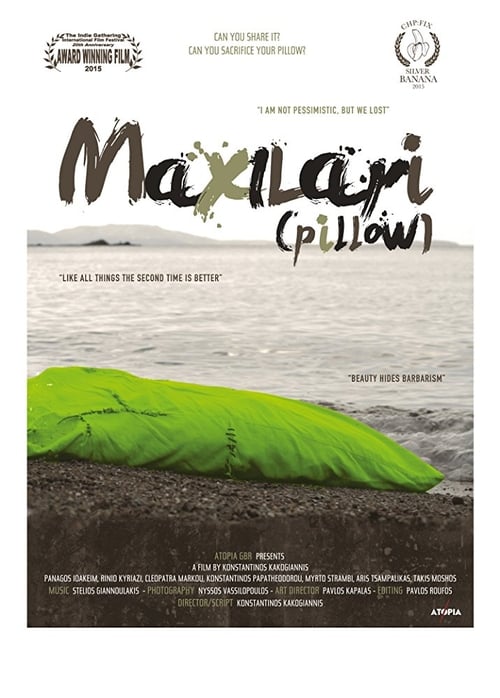 The Indie Gathering
International Film Festival
20th Anniversary
AWARD WINNING FILM
2015
CAN YOU SHARE IT?
CAN YOU SACRIFICE YOUR PILLOW?
CHP:FIX
SILVER
BANANA
2015
"I AM NOT PESSIMISTIC, BUT WE LOST"
Maxilari
(pillow)
"LIKE ALL THINGS THE SECOND TIME IS BETTER"
"BEAUTY HIDES BARBARISM"
ATOPIA GBR PRESENTS
A FILM BY KONSTANTINOS KAKOGIANNIS
PANAGOS IOAKEIM, RINIO KYRIAZI, CLEOPATRA MARKOU, KONSTANTINOS PAPATHEODOROU, MYRTO STRAMBI, ARIS TSAMPALIKAS, TAKIS MOSHOS
MUSIC STELIOS GIANNOULAKIS - PHOTOGRAPHY NYSSOS VASSILOPOULOS - ART DIRECTOR PAVLOS KAPALAS - EDITING PAVLOS ROUFOS
DIRECTOR/SCRIPT KONSTANTINOS KAKOGIANNIS
ATOPIA